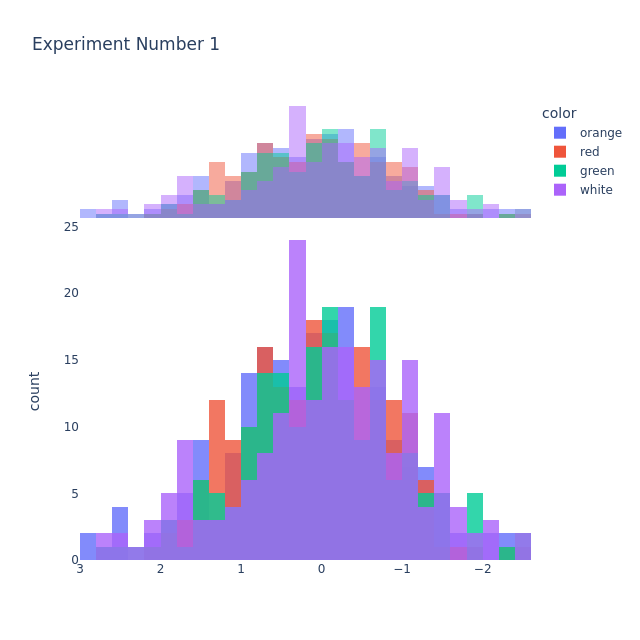 Experiment Number 1
color
orange
red
green
white
25
20
15
10
5
0
count
3
2
1
0
−1
−2